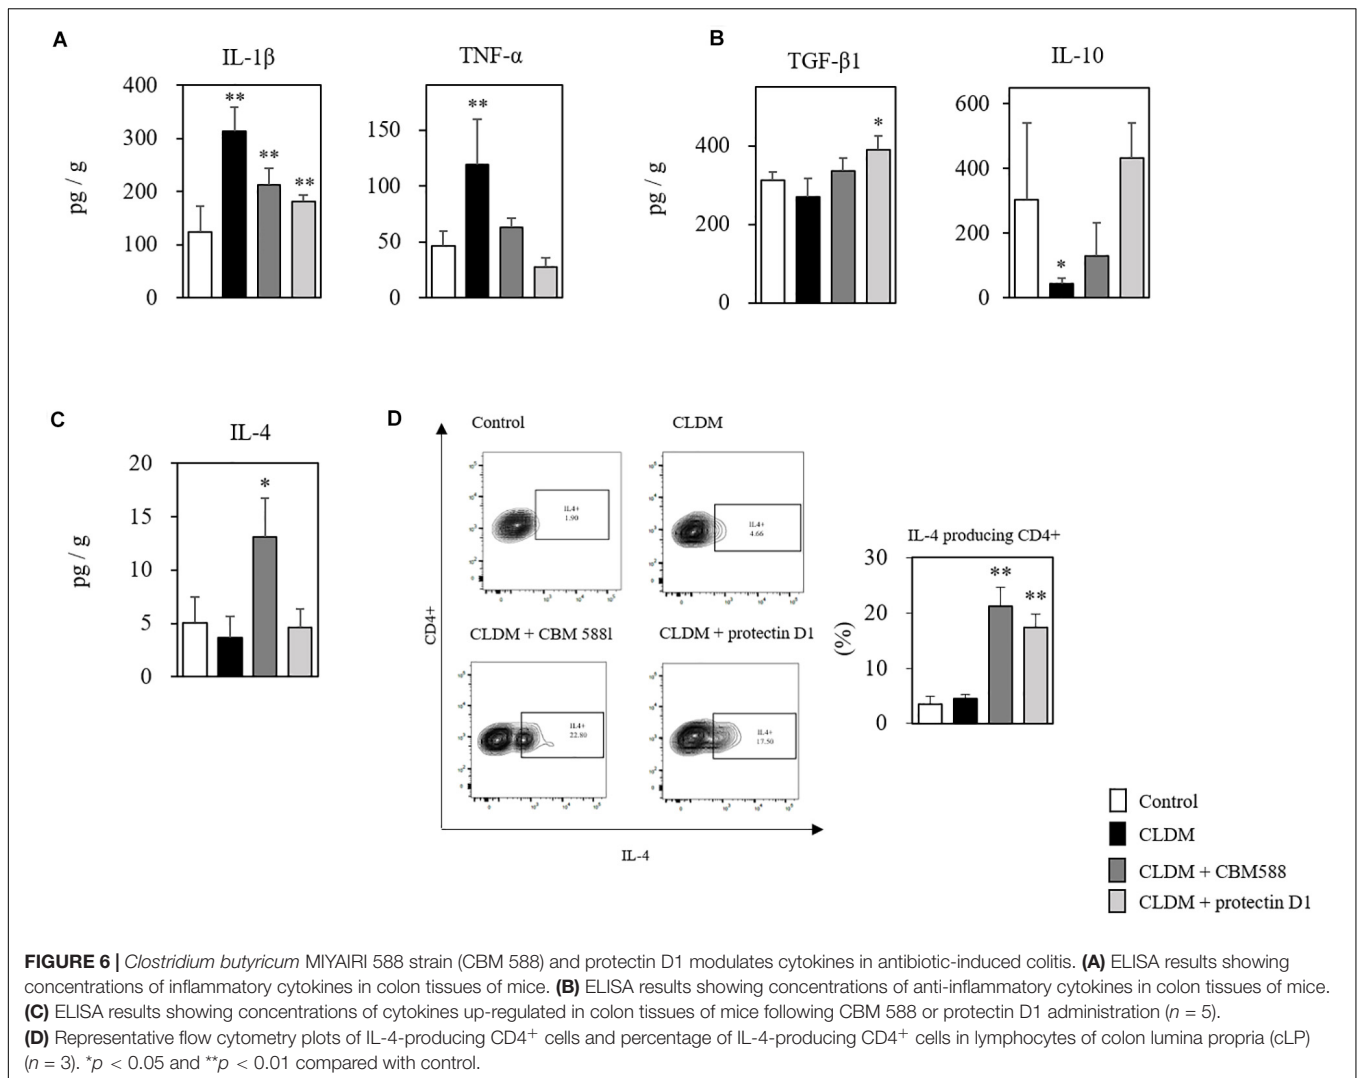 A
IL-1β
TNF-α
B
TGF-β1
IL-10
400
300
200
100
0
pg / g
150
100
50
0
400
200
0
pg / g
600
400
200
0
**
**
**
**
*
*
C
IL-4
20
15
10
5
0
pg / g
*
D
Control
CLDM
IL4+
1.90
IL4+
4.66
CLDM + CBM 588l
CLDM + protectin D1
IL4+
22.80
IL4+
17.50
CD4+
IL-4
IL-4 producing CD4+
30
20
10
0
(%)
**
**
Control
CLDM
CLDM + CBM588
CLDM + protectin D1
FIGURE 6 | Clostridium butyricum MIYAIRI 588 strain (CBM 588) and protectin D1 modulates cytokines in antibiotic-induced colitis. (A) ELISA results showing
concentrations of inflammatory cytokines in colon tissues of mice. (B) ELISA results showing concentrations of anti-inflammatory cytokines in colon tissues of mice.
(C) ELISA results showing concentrations of cytokines up-regulated in colon tissues of mice following CBM 588 or protectin D1 administration (n = 5).
(D) Representative flow cytometry plots of IL-4-producing CD4+ cells and percentage of IL-4-producing CD4+ cells in lymphocytes of colon lumina propria (cLP)
(n = 3). *p < 0.05 and **p < 0.01 compared with control.